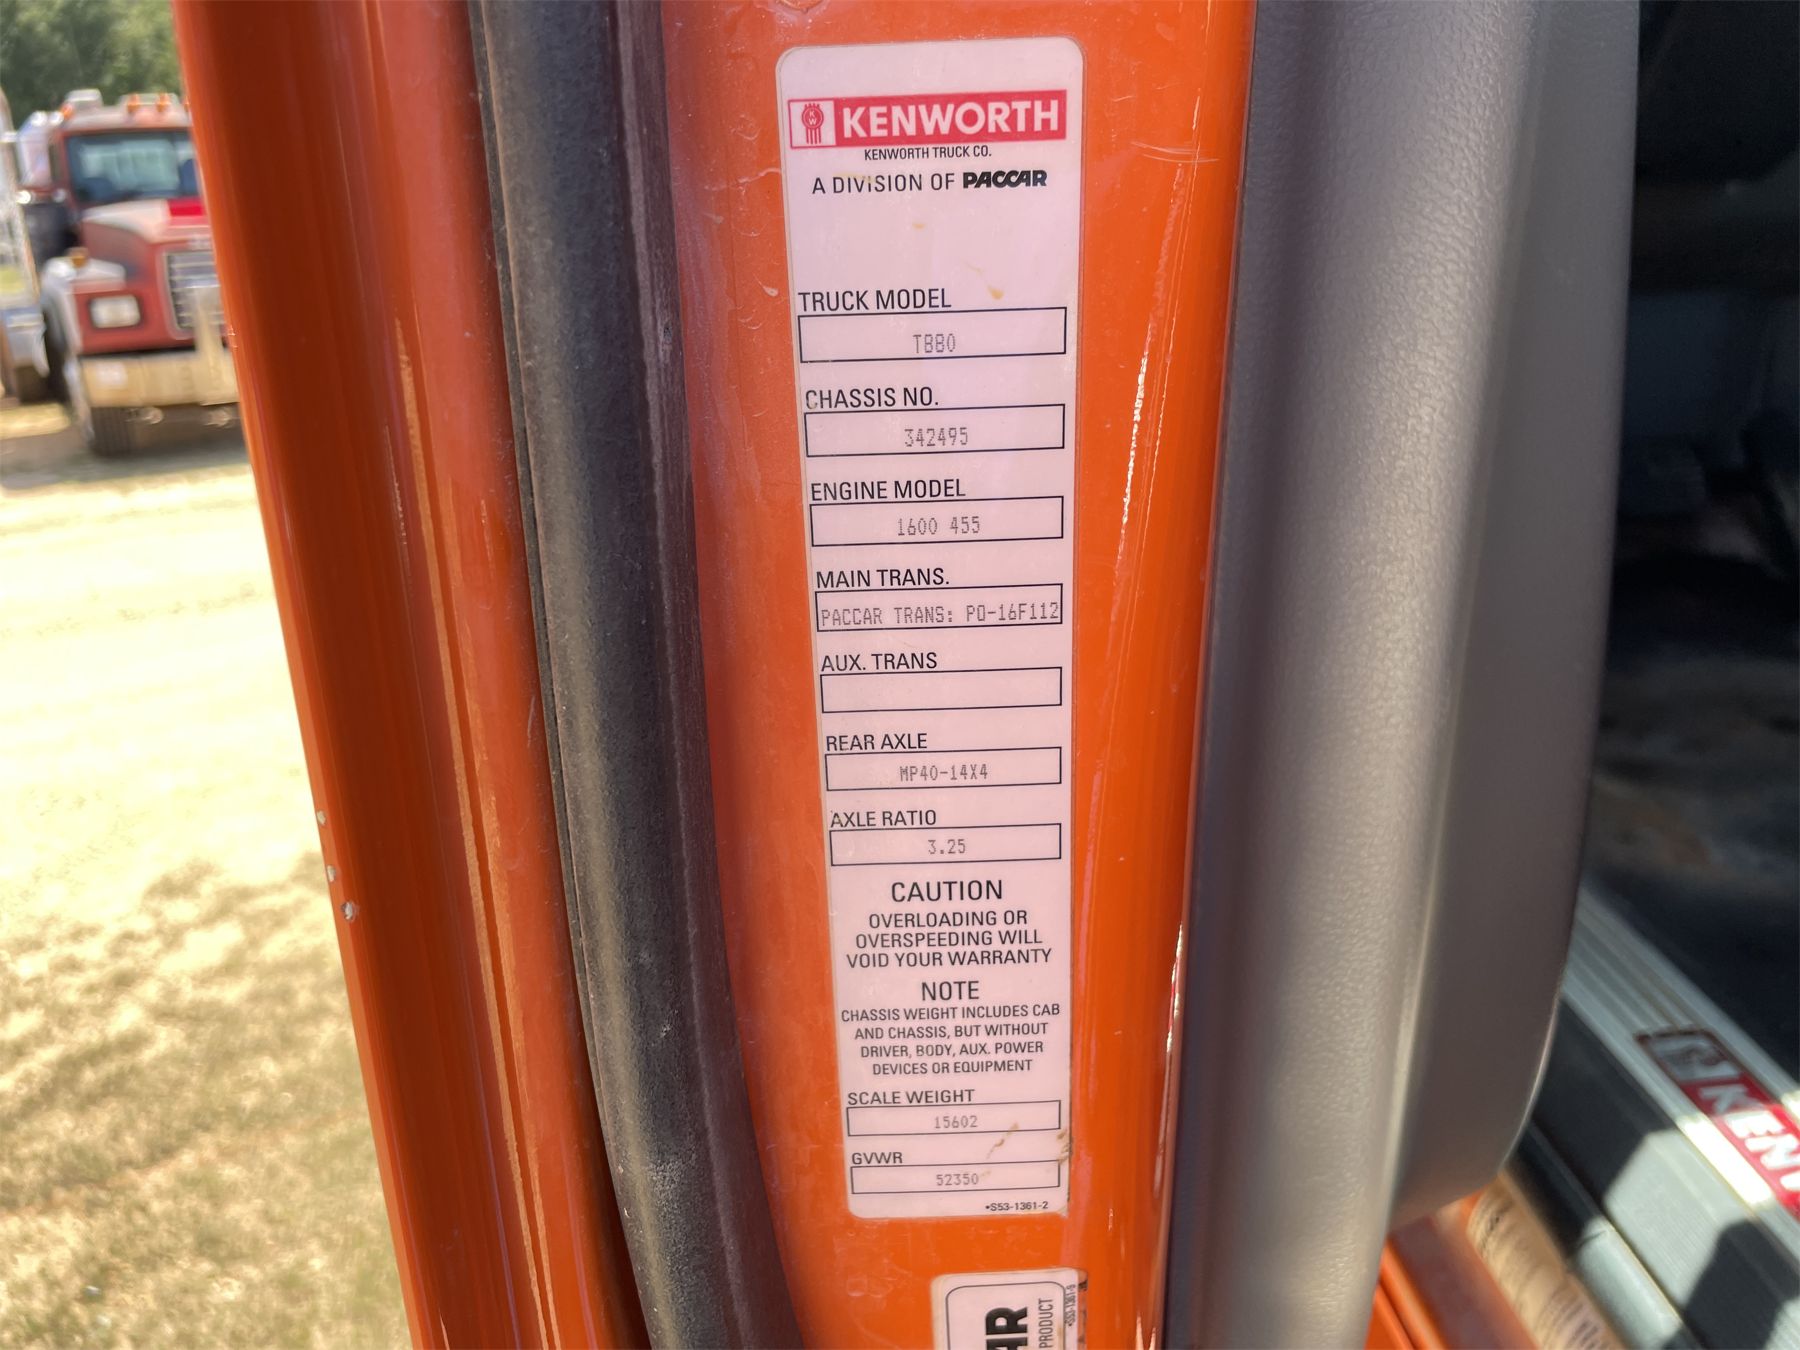 KENWORTH
KENWORTH TRUCK CO.
A DIVISION OF PACCAR
TRUCK MODEL
T880
CHASSIS NO.
342495
ENGINE MODEL
1600 455
MAIN TRANS.
PACCAR TRANS: PO-16F112
AUX. TRANS
REAR AXLE
MP40-14X4
AXLE RATIO
3.25
CAUTION
OVERLOADING OR
OVERSPEEDING WILL
VOID YOUR WARRANTY
NOTE
CHASSIS WEIGHT INCLUDES CAB
AND CHASSIS, BUT WITHOUT
DRIVER, BODY, AUX. POWER
DEVICES OR EQUIPMENT
SCALE WEIGHT
15602
GVWR
52350
•S53-1361-2
AR
PRODUCT
KENW